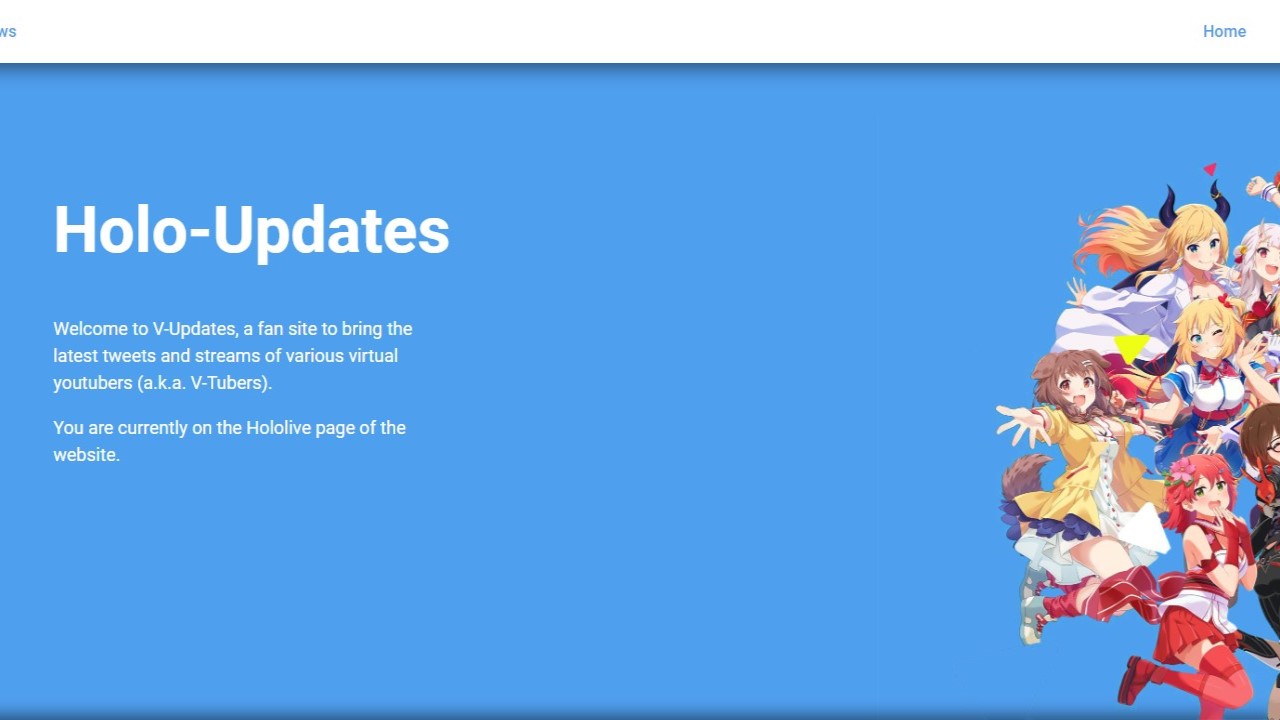 ws
Home
Holo-Updates
Welcome to V-Updates, a fan site to bring the
latest tweets and streams of various virtual
youtubers (a.k.a. V-Tubers).
You are currently on the Hololive page of the
website.